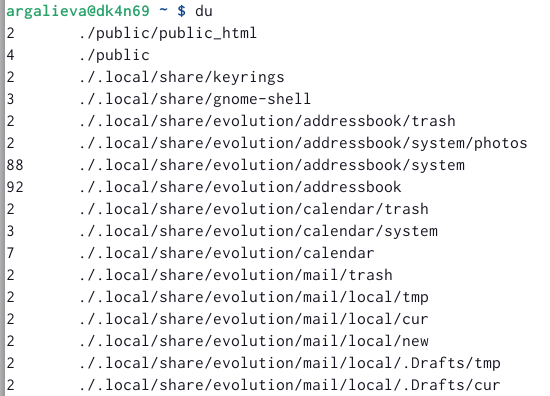 argalieva@dk4n69 ~ $ du
2       ./public/public_html
4       ./public
2       ./.local/share/keyrings
3       ./.local/share/gnome-shell
2       ./.local/share/evolution/addressbook/trash
2       ./.local/share/evolution/addressbook/system/photos
88      ./.local/share/evolution/addressbook/system
92      ./.local/share/evolution/addressbook
2       ./.local/share/evolution/calendar/trash
3       ./.local/share/evolution/calendar/system
7       ./.local/share/evolution/calendar
2       ./.local/share/evolution/mail/trash
2       ./.local/share/evolution/mail/local/tmp
2       ./.local/share/evolution/mail/local/cur
2       ./.local/share/evolution/mail/local/new
2       ./.local/share/evolution/mail/local/.Drafts/tmp
2       ./.local/share/evolution/mail/local/.Drafts/cur